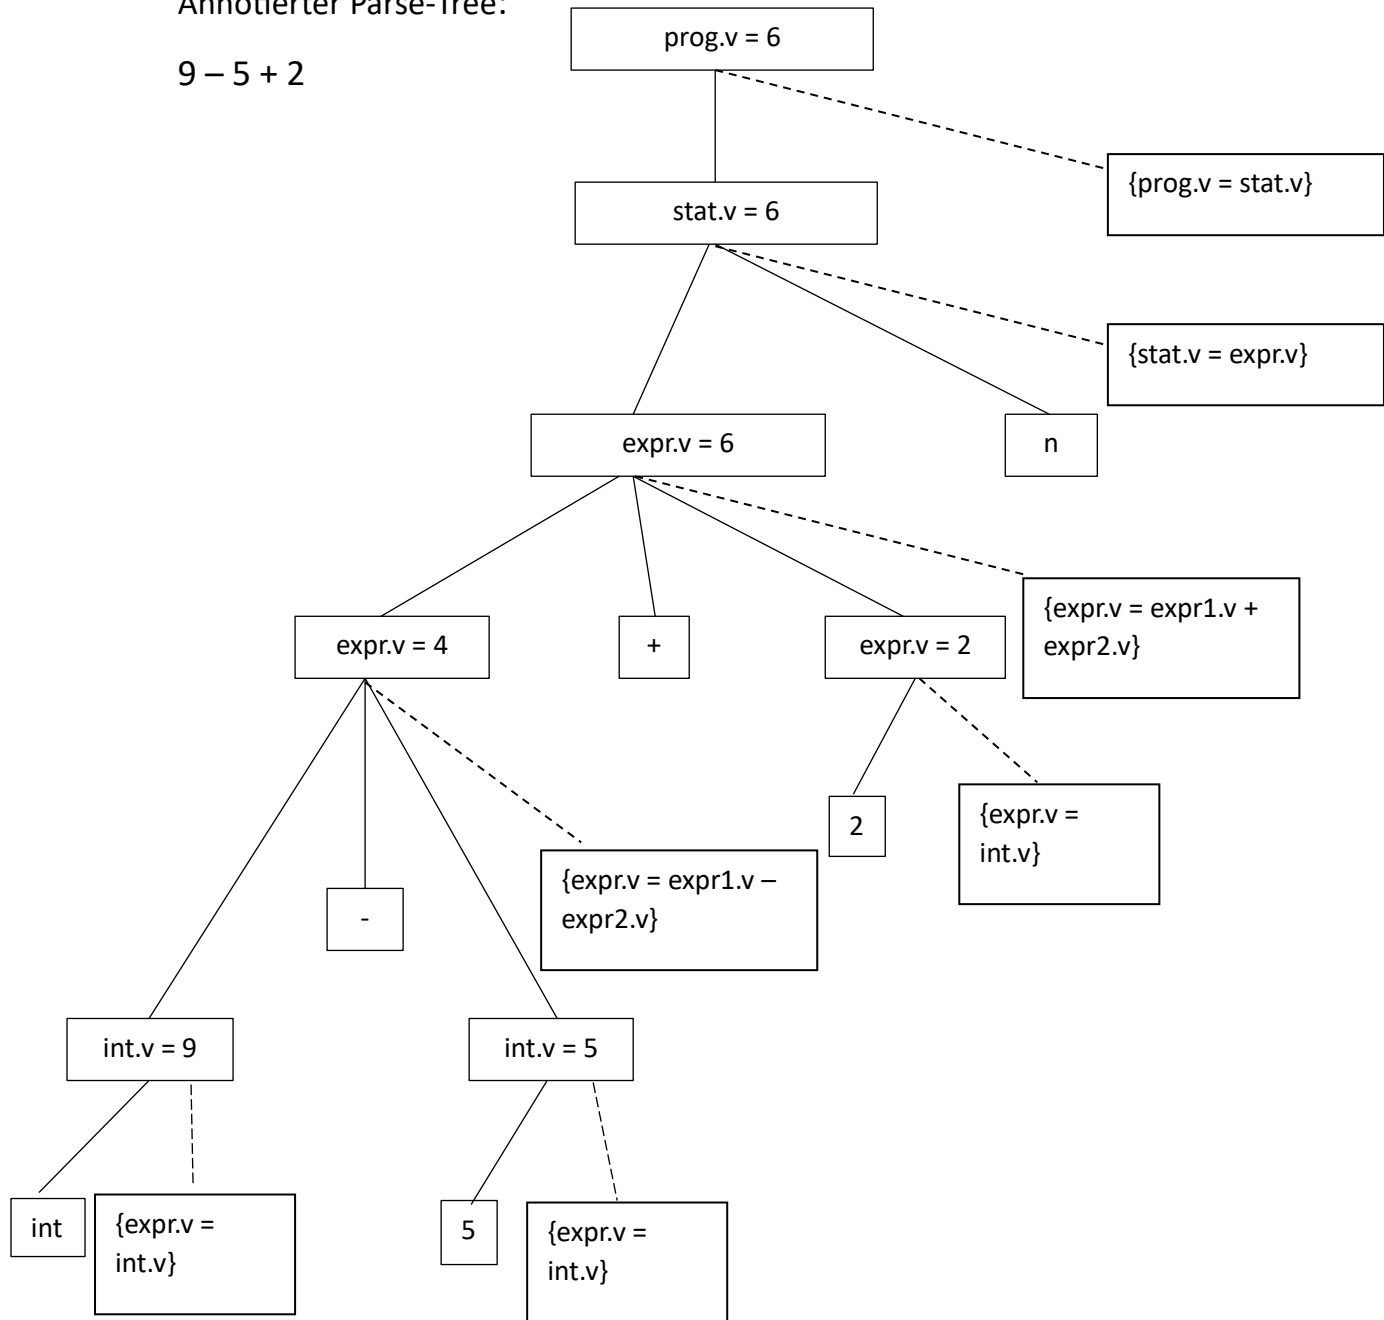 Annotierter Parse-Tree:
prog.v = 6
9 – 5 + 2
{prog.v = stat.v}
stat.v = 6
{stat.v = expr.v}
expr.v = 6
n
{expr.v = expr1.v +
expr2.v}
expr.v = 4
+
expr.v = 2
2
{expr.v =
int.v}
{expr.v = expr1.v –
expr2.v}
-
int.v = 9
int.v = 5
int
{expr.v =
int.v}
5
{expr.v =
int.v}